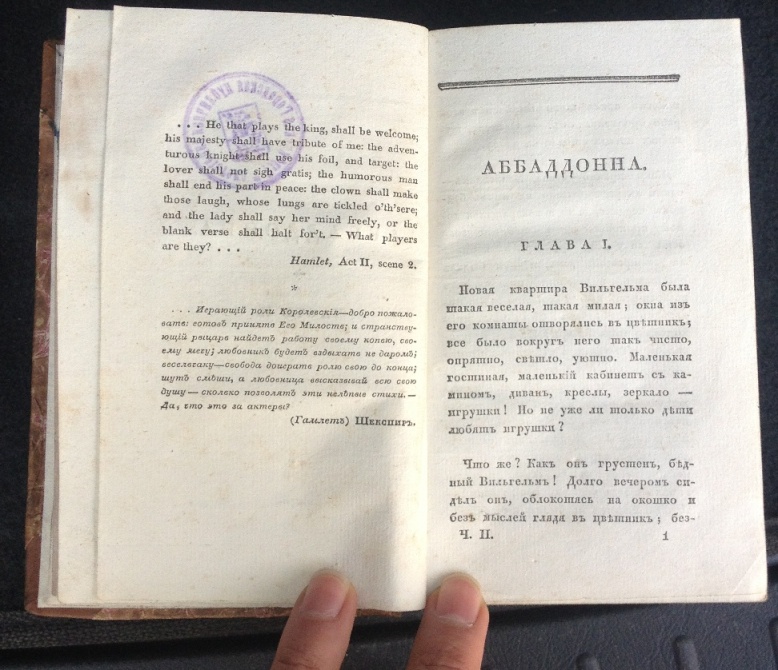 . . . He that plays the king, shall be welcome;
his majesty shall have tribute of me: the adven-
turous knight shall use his foil, and target: the
lover shall not sigh gratis; the humorous man
shall end his part in peace: the clown shall make
those laugh, whose lungs are tickled o'th'sere;
and the lady shall say her mind freely, or the
blank verse shall halt for't. — What players
are they? . . .
Hamlet, Act II, scene 2.
*
. . . Играющій роли Королевскія—добро пожало-
вать: готовъ принять Его Милость; и странству-
ющій рыцарь найдетъ работу своему копью, сво-
ему мечу; любовникъ будетъ вздыхать не даромъ;
весельчаку—свобода доиграть ролю свою до конца;
шутъ смѣши, а любовница высказывай всю свою
душу — сколько позволятъ эти нелѣпые стихи. —
Да, кто это за актеры?
(Гамлетъ) Шекспиръ.
АББАДДОННА.
ГЛАВА I.
Новая квартира Вильгельма была
такая веселая, такая милая; окна изъ
его комнаты отворялись въ цвѣтникъ;
все было вокругъ него такъ чисто,
опрятно, свѣтло, уютно. Маленькая
гостиная, маленькій кабинетъ съ ка-
миномъ, диванъ, креслы, зеркало —
игрушки! Но не уже ли только дѣти
любятъ игрушки?
Что же? Какъ онъ грустенъ, бѣд-
ный Вильгельмъ! Долго вечеромъ си-
дѣлъ онъ, облокотясь на окошко и
безъ мыслей глядя въ цвѣтникъ; без-
Ч. II. 1